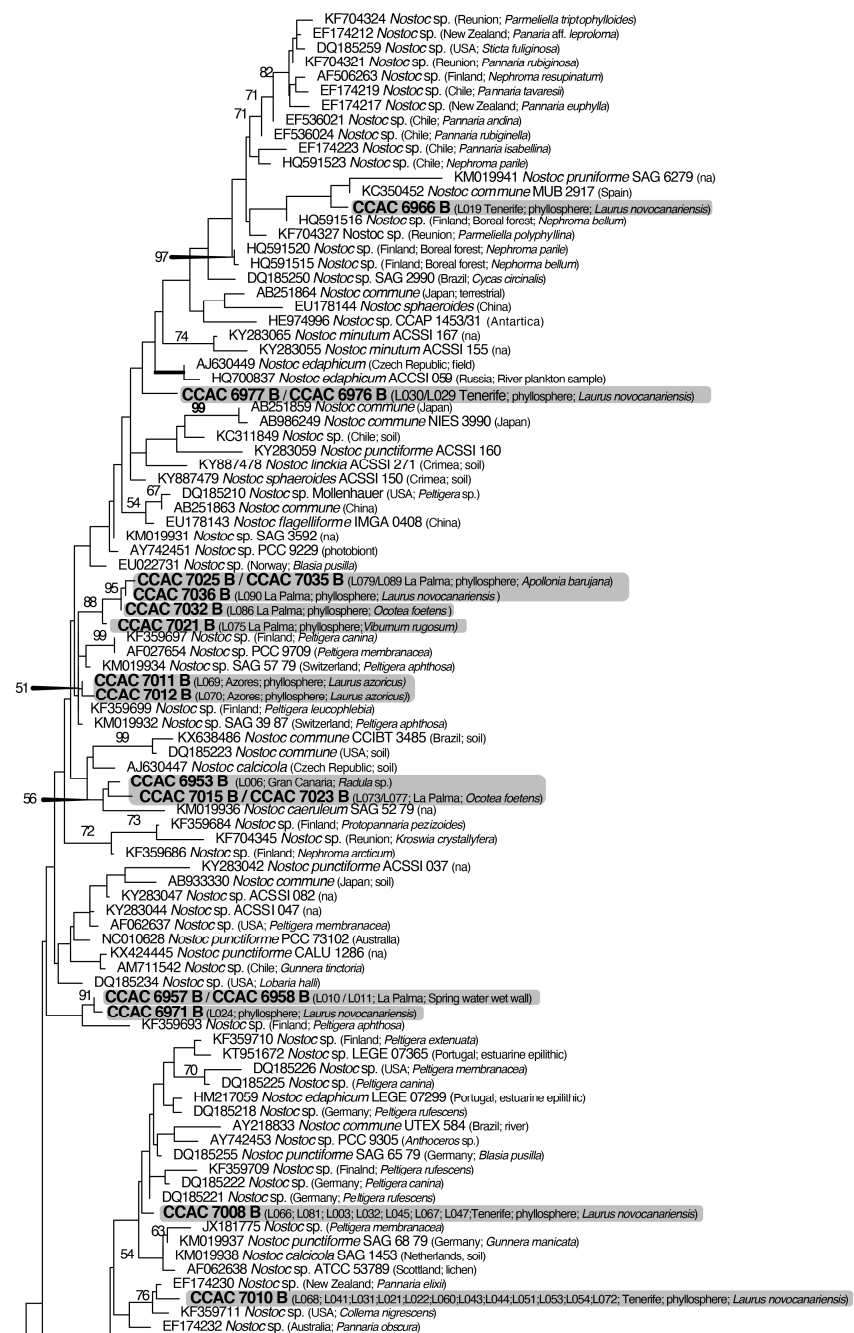 KF704324 Nostoc sp. (Reunion; Parmeliella triptophylloides)
EF174212 Nostoc sp. (New Zealand; Panaria aff. leproloma)
DQ185259 Nostoc sp. (USA; Sticta fuliginosa)
KF704321 Nostoc sp. (Reunion; Pannaria rubiginosa)
82
AF506263 Nostoc sp. (Finland; Nephroma resupinatum)
EF174219 Nostoc sp. (Chile; Pannaria tavaresii)
71
EF174217 Nostoc sp. (New Zealand; Pannaria euphylla)
71
EF536021 Nostoc sp. (Chile; Pannaria andina)
EF536024 Nostoc sp. (Chile; Pannaria rubiginella)
EF174223 Nostoc sp. (Chile; Pannaria isabellina)
HQ591523 Nostoc sp. (Chile; Nephroma parile)
KM019941 Nostoc pruniforme SAG 6279 (na)
KC350452 Nostoc commune MUB 2917 (Spain)
CCAC 6966 B (L019 Tenerife; phyllosphere; Laurus novocanariensis)
HQ591516 Nostoc sp. (Finland; Boreal forest; Nephroma bellum)
KF704327 Nostoc sp. (Reunion; Parmeliella polyphyllina)
HQ591520 Nostoc sp. (Finland; Boreal forest; Nephroma parile)
97
HQ591515 Nostoc sp. (Finland; Boreal forest; Nephorma bellum)
DQ185250 Nostoc sp. SAG 2990 (Brazil; Cycas circinalis)
AB251864 Nostoc commune (Japan; terrestrial)
EU178144 Nostoc sphaeroides (China)
HE974996 Nostoc sp. CCAP 1453/31 (Antartica)
74
KY283065 Nostoc minutum ACSSI 167 (na)
KY283055 Nostoc minutum ACSSI 155 (na)
AJ630449 Nostoc edaphicum (Czech Republic; field)
HQ700837 Nostoc edaphicum ACCSI 059 (Russia; River plankton sample)
CCAC 6977 B / CCAC 6976 B (L030/L029 Tenerife; phyllosphere; Laurus novocanariensis)
99
AB251859 Nostoc commune (Japan)
AB986249 Nostoc commune NIES 3990 (Japan)
KC311849 Nostoc sp. (Chile; soil)
KY283059 Nostoc punctiforme ACSSI 160
KY887478 Nostoc linckia ACSSI 271 (Crimea; soil)
KY887479 Nostoc sphaeroides ACSSI 150 (Crimea; soil)
67
DQ185210 Nostoc sp. Mollenhauer (USA; Peltigera sp.)
54
AB251863 Nostoc commune (China)
EU178143 Nostoc flagelliforme IMGA 0408 (China)
KM019931 Nostoc sp. SAG 3592 (na)
AY742451 Nostoc sp. PCC 9229 (photobiont)
EU022731 Nostoc sp. (Norway; Blasia pusilla)
CCAC 7025 B / CCAC 7035 B (L079/L089 La Palma; phyllosphere; Apollonia barujana)
95
CCAC 7036 B (L090 La Palma; phyllosphere; Laurus novocanariensis )
88
CCAC 7032 B (L086 La Palma; phyllosphere; Ocotea foetens )
CCAC 7021 B (L075 La Palma; phyllosphere;Viburnum rugosum)
99
KF359697 Nostoc sp. (Finland; Peltigera canina)
AF027654 Nostoc sp. PCC 9709 (Peltigera membranacea)
KM019934 Nostoc sp. SAG 57 79 (Switzerland; Peltigera aphthosa)
51
CCAC 7011 B (L069; Azores; phyllosphere; Laurus azoricus)
CCAC 7012 B (L070; Azores; phyllosphere; Laurus azoricus))
KF359699 Nostoc sp. (Finland; Peltigera leucophlebia)
KM019932 Nostoc sp. SAG 39 87 (Switzerland; Peltigera aphthosa)
99
KX638486 Nostoc commune CCIBT 3485 (Brazil; soil)
DQ185223 Nostoc commune (USA; soil)
AJ630447 Nostoc calcicola (Czech Republic; soil)
CCAC 6953 B (L006; Gran Canaria; Radula sp.)
56
CCAC 7015 B / CCAC 7023 B (L073/L077; La Palma; Ocotea foetens)
KM019936 Nostoc caeruleum SAG 52 79 (na)
73
KF359684 Nostoc sp. (Finland; Protopannaria pezizoides)
72
KF704345 Nostoc sp. (Reunion; Kroswia crystallyfera)
KF359686 Nostoc sp. (Finland; Nephroma arcticum)
KY283042 Nostoc punctiforme ACSSI 037 (na)
AB933330 Nostoc commune (Japan; soil)
KY283047 Nostoc sp. ACSSI 082 (na)
KY283044 Nostoc sp. ACSSI 047 (na)
AF062637 Nostoc sp. (USA; Peltigera membranacea)
NC010628 Nostoc punctiforme PCC 73102 (Australla)
KX424445 Nostoc punctiforme CALU 1286 (na)
AM711542 Nostoc sp. (Chile; Gunnera tinctoria)
DQ185234 Nostoc sp. (USA; Lobaria halli)
91
CCAC 6957 B / CCAC 6958 B (L010 / L011; La Palma; Spring water wet wall)
CCAC 6971 B (L024; phyllosphere; Laurus novocanariensis)
KF359693 Nostoc sp. (Finland; Peltigera aphthosa)
KF359710 Nostoc sp. (Finland; Peltigera extenuata)
KT951672 Nostoc sp. LEGE 07365 (Portugal; estuarine epilithic)
70
DQ185226 Nostoc sp. (USA; Peltigera membranacea)
DQ185225 Nostoc sp. (Peltigera canina)
HM217059 Nostoc edaphicum LEGE 07299 (Portugal; estuarine epilithic)
DQ185218 Nostoc sp. (Germany; Peltigera rufescens)
AY218833 Nostoc commune UTEX 584 (Brazil; river)
AY742453 Nostoc sp. PCC 9305 (Anthoceros sp.)
DQ185255 Nostoc punctiforme SAG 65 79 (Germany; Blasia pusilla)
KF359709 Nostoc sp. (Finalnd; Peltigera rufescens)
DQ185222 Nostoc sp. (Germany; Peltigera canina)
DQ185221 Nostoc sp. (Germany; Peltigera rufescens)
CCAC 7008 B (L066; L081; L003; L032; L045; L067; L047;Tenerife; phyllosphere; Laurus novocanariensis)
63
JX181775 Nostoc sp. (Peltigera membranacea)
KM019937 Nostoc punctiforme SAG 68 79 (Germany; Gunnera manicata)
54
KM019938 Nostoc calcicola SAG 1453 (Netherlands, soil)
AF062638 Nostoc sp. ATCC 53789 (Scotland; lichen)
EF174230 Nostoc sp. (New Zealand; Pannaria elixii)
76
CCAC 7010 B (L068; L041;L031;L021;L022;L060;L043;L044;L051;L053;L054;L072; Tenerife; phyllosphere; Laurus novocanariensis)
KF359711 Nostoc sp. (USA; Collema nigrescens)
EF174232 Nostoc sp. (Australia; Pannaria obscura)